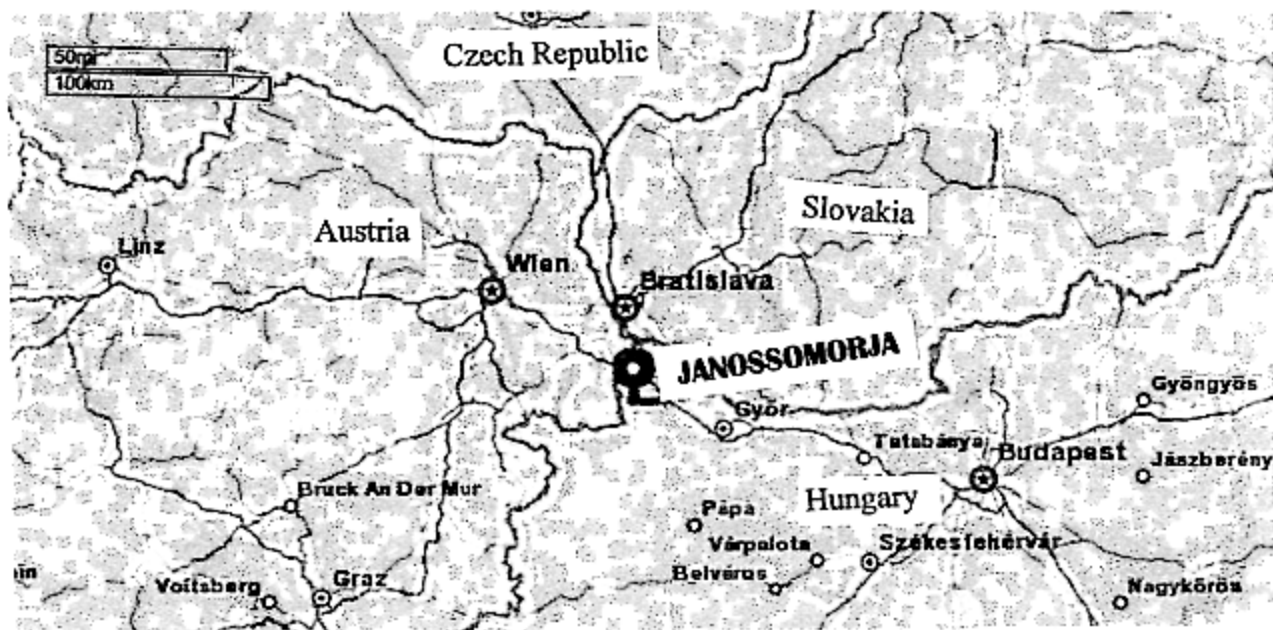 50mi
100km
Czech Republic
Slovakia
Austria
Linz
Wien
Bratislava
JANOSSOMORJA
Gyöngyös
Győr
Tatabánya
Budapest
Jászberény
Bruck An Der Mur
Hungary
Pápa
Várpalota
Székesfehérvár
Belváros
Voitsberg
Graz
Nagykörös